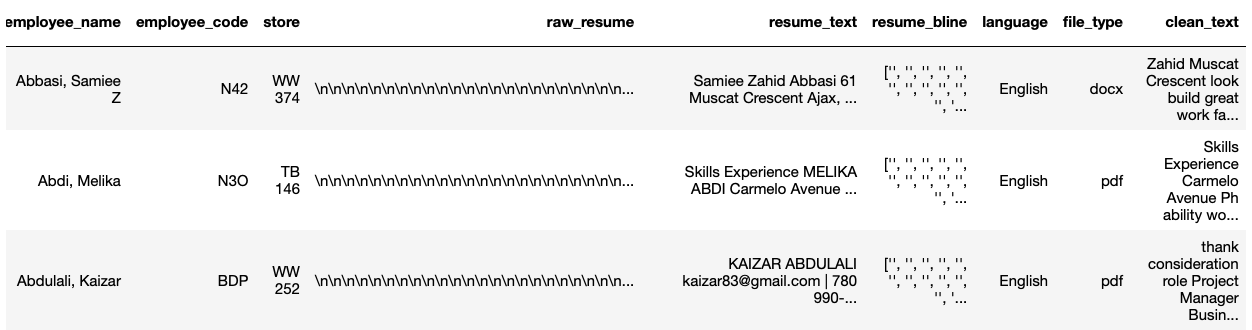 employee_name employee_code store raw_resume resume_text resume_bline language file_type clean_text
Abbasi, Samiee Z N42 WW 374 \n\n\n\n\n\n\n\n\n\n\n\n\n\n\n\n\n\n\n\n\n\n\n... Samiee Zahid Abbasi 61 Muscat Crescent Ajax, ... ['', '', '', '', '', '', '', '', '', '', '', '... English docx Zahid Muscat Crescent look build great work fa...
Abdi, Melika N3O TB 146 \n\n\n\n\n\n\n\n\n\n\n\n\n\n\n\n\n\n\n\n\n\n\n... Skills Experience MELIKA ABDI Carmelo Avenue ... ['', '', '', '', '', '', '', '', '', '', '', '... English pdf Skills Experience Carmelo Avenue Ph ability wo...
Abdulali, Kaizar BDP WW 252 \n\n\n\n\n\n\n\n\n\n\n\n\n\n\n\n\n\n\n\n\n\n\n... KAIZAR ABDULALI kaizar83@gmail.com | 780 990-... ['', '', '', '', '', '', '', '', '', '', '', '... English pdf thank consideration role Project Manager Busin...